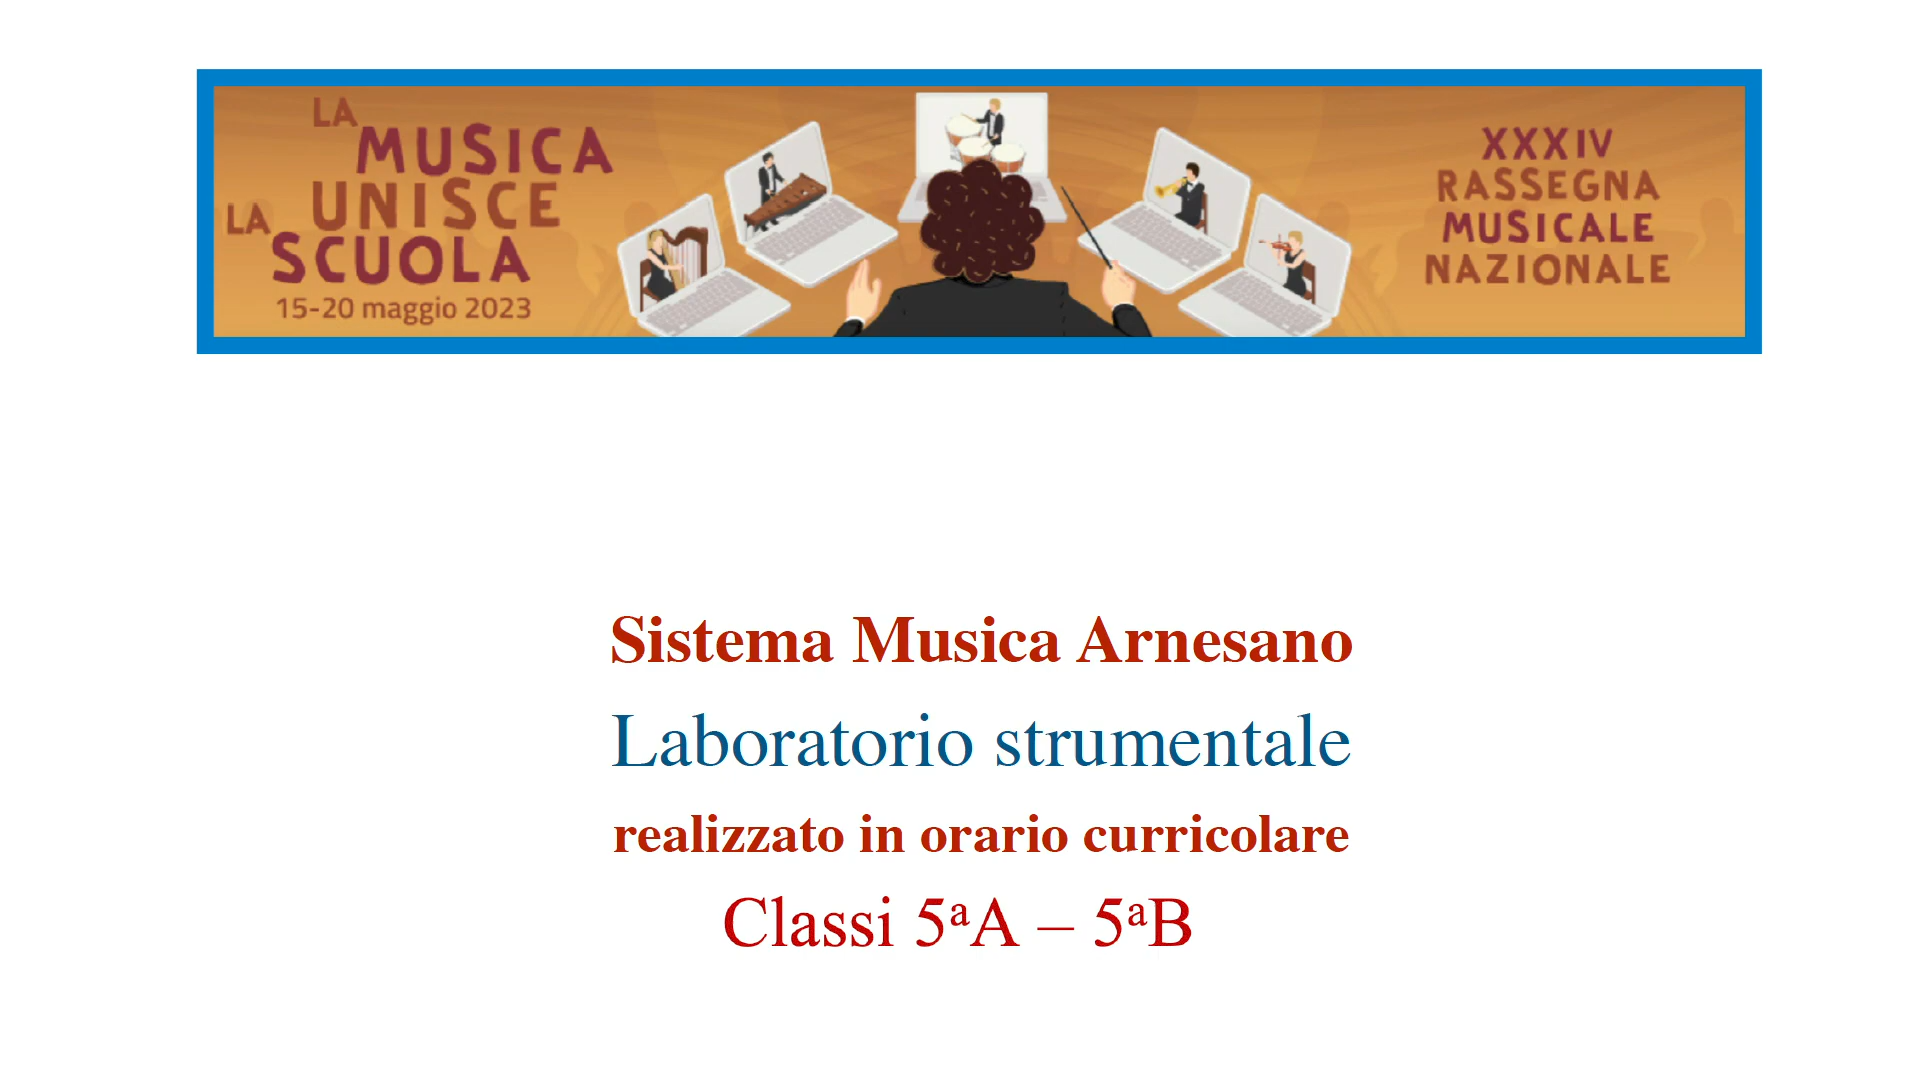 LA
MUSICA
UNISCE
LA
SCUOLA
15-20 maggio 2023
XXXIV
RASSEGNA
MUSICALE
NAZIONALE
Sistema Musica Arnesano
Laboratorio strumentale
realizzato in orario curricolare
Classi 5ªA – 5ªB